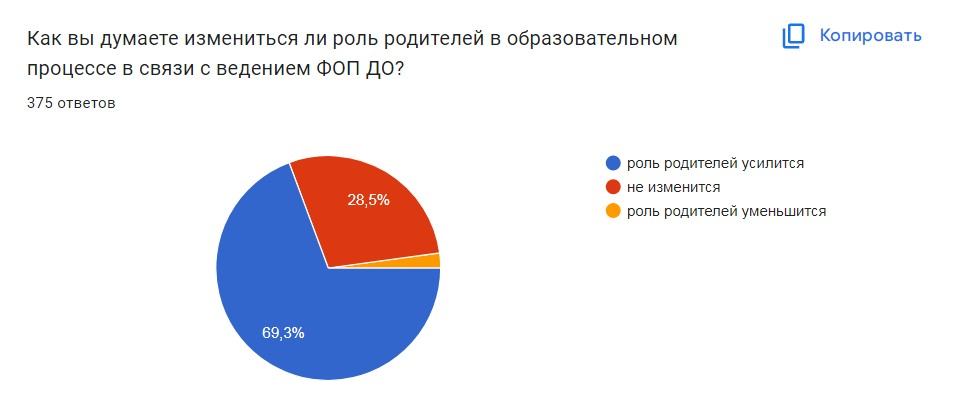 Как вы думаете измениться ли роль родителей в образовательном
процессе в связи с ведением ФОП ДО?
Копировать
375 ответов
роль родителей усилится
не изменится
роль родителей уменьшится
28,5%
69,3%